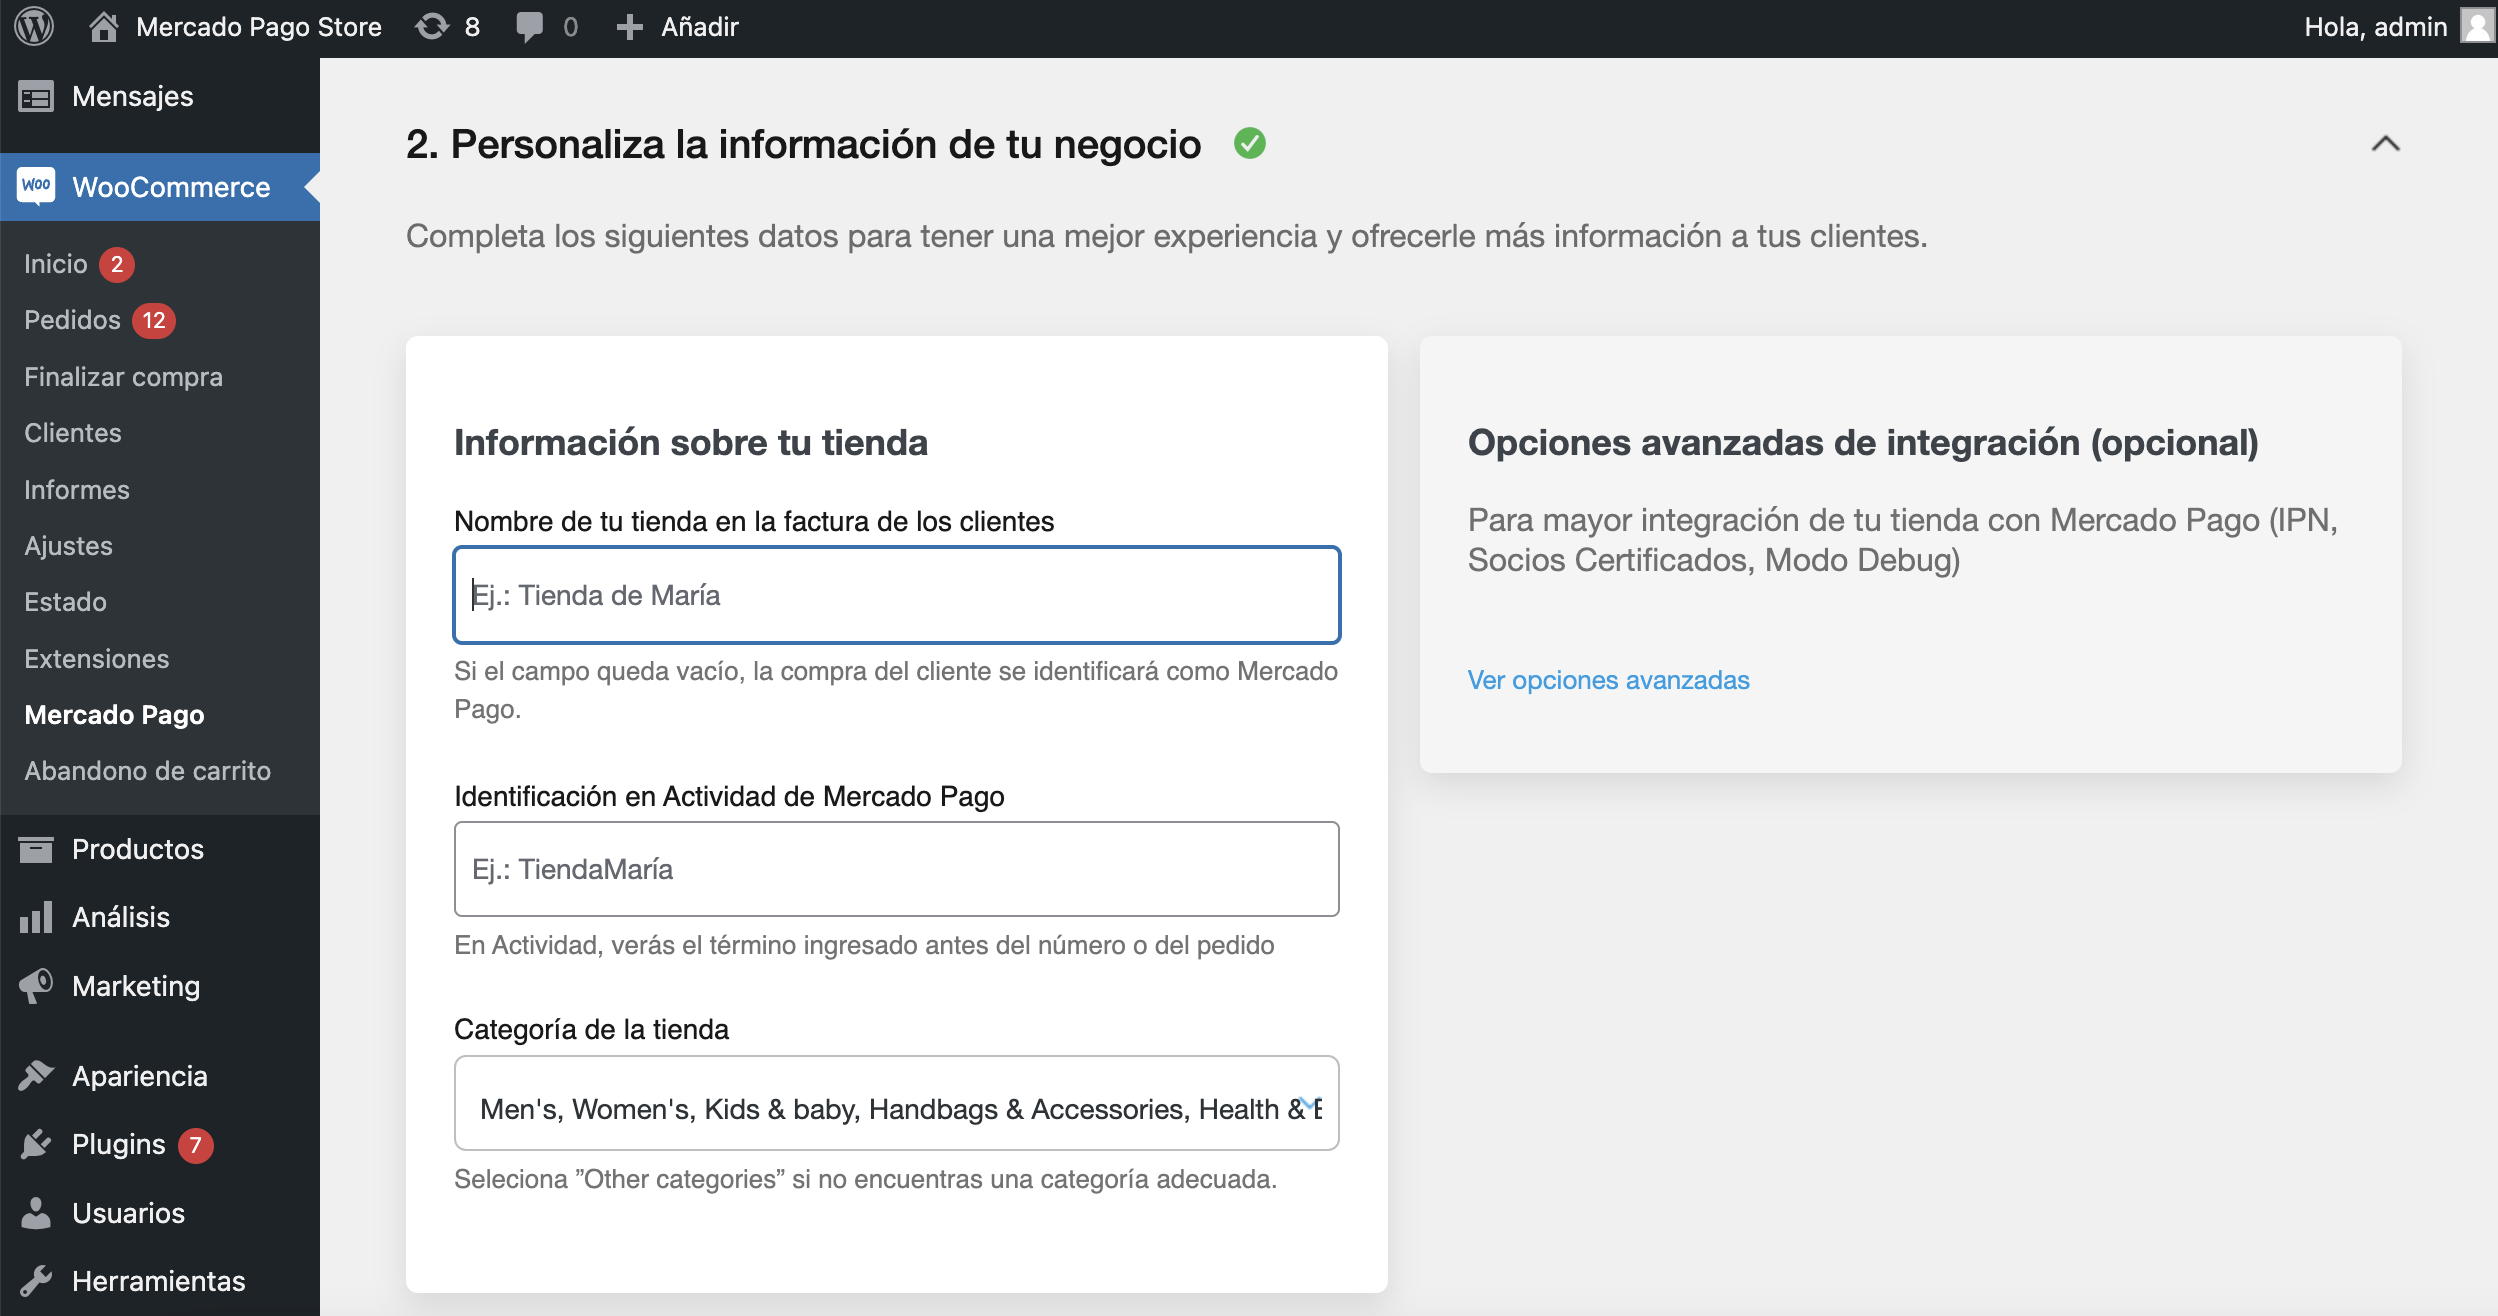 Mercado Pago Store 8 0 Añadir Hola, admin
Mensajes
Woo WooCommerce
Inicio 2
Pedidos 12
Finalizar compra
Clientes
Informes
Ajustes
Estado
Extensiones
Mercado Pago
Abandono de carrito
Productos
Análisis
Marketing
Apariencia
Plugins 7
Usuarios
Herramientas
2. Personaliza la información de tu negocio
Completa los siguientes datos para tener una mejor experiencia y ofrecerle más información a tus clientes.
Información sobre tu tienda
Nombre de tu tienda en la factura de los clientes
Ej.: Tienda de María
Si el campo queda vacío, la compra del cliente se identificará como Mercado
Pago.
Identificación en Actividad de Mercado Pago
Ej.: TiendaMaría
En Actividad, verás el término ingresado antes del número o del pedido
Categoría de la tienda
Men's, Women's, Kids & baby, Handbags & Accessories, Health &
Seleciona ”Other categories” si no encuentras una categoría adecuada.
Opciones avanzadas de integración (opcional)
Para mayor integración de tu tienda con Mercado Pago (IPN,
Socios Certificados, Modo Debug)
Ver opciones avanzadas